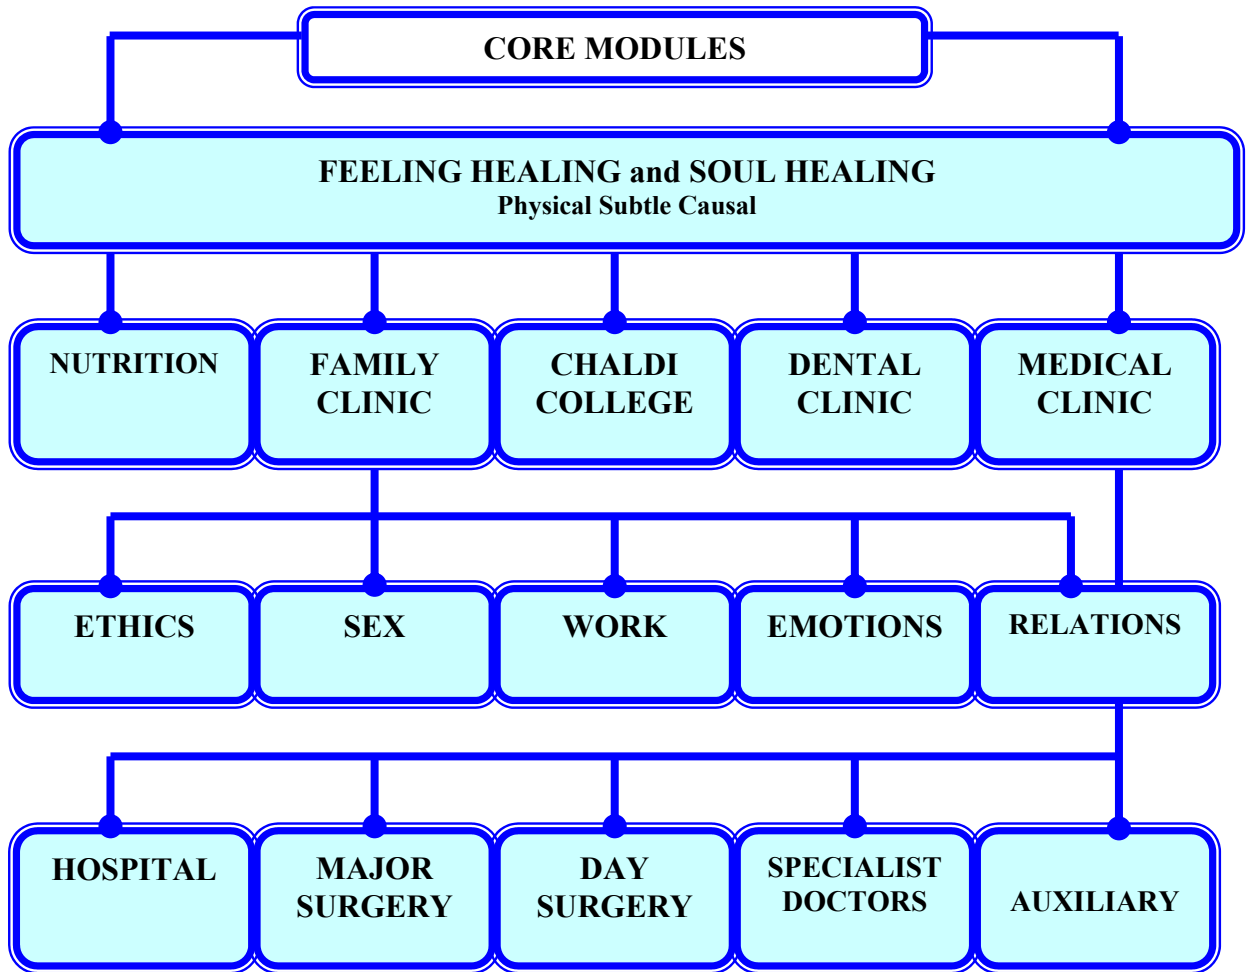 CORE MODULES
FEELING HEALING and SOUL HEALING
Physical Subtle Causal
NUTRITION
FAMILY
CLINIC
CHALDI
COLLEGE
DENTAL
CLINIC
MEDICAL
CLINIC
ETHICS
SEX
WORK
EMOTIONS
RELATIONS
HOSPITAL
MAJOR
SURGERY
DAY
SURGERY
SPECIALIST
DOCTORS
AUXILIARY